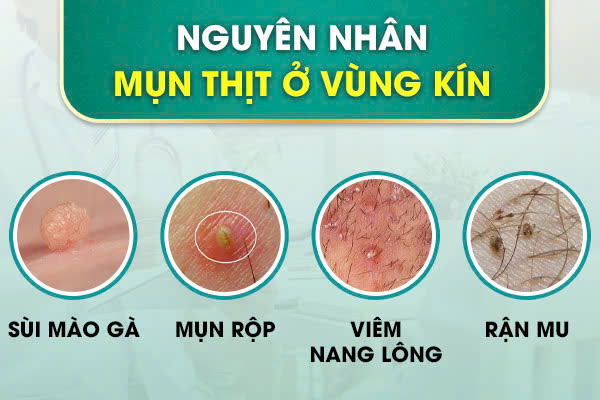 NGUYÊN NHÂN
MỤN THỊT Ở VÙNG KÍN
SÙI MÀO GÀ
MỤN RỘP
VIÊM
NANG LÔNG
RẬN MU